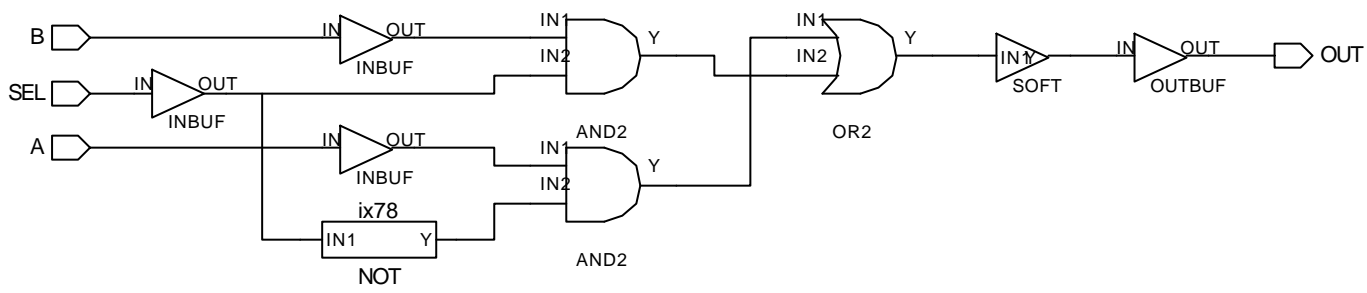 IN1 IN1
B IN OUT Y IN2 Y IN OUT OUT
INBUF IN2 IN1 Y
SEL IN OUT SOFT OUTBUF
INBUF
AND2 OR2
A IN OUT IN1 Y
INBUF IN2
ix78
IN1 Y
AND2
NOT